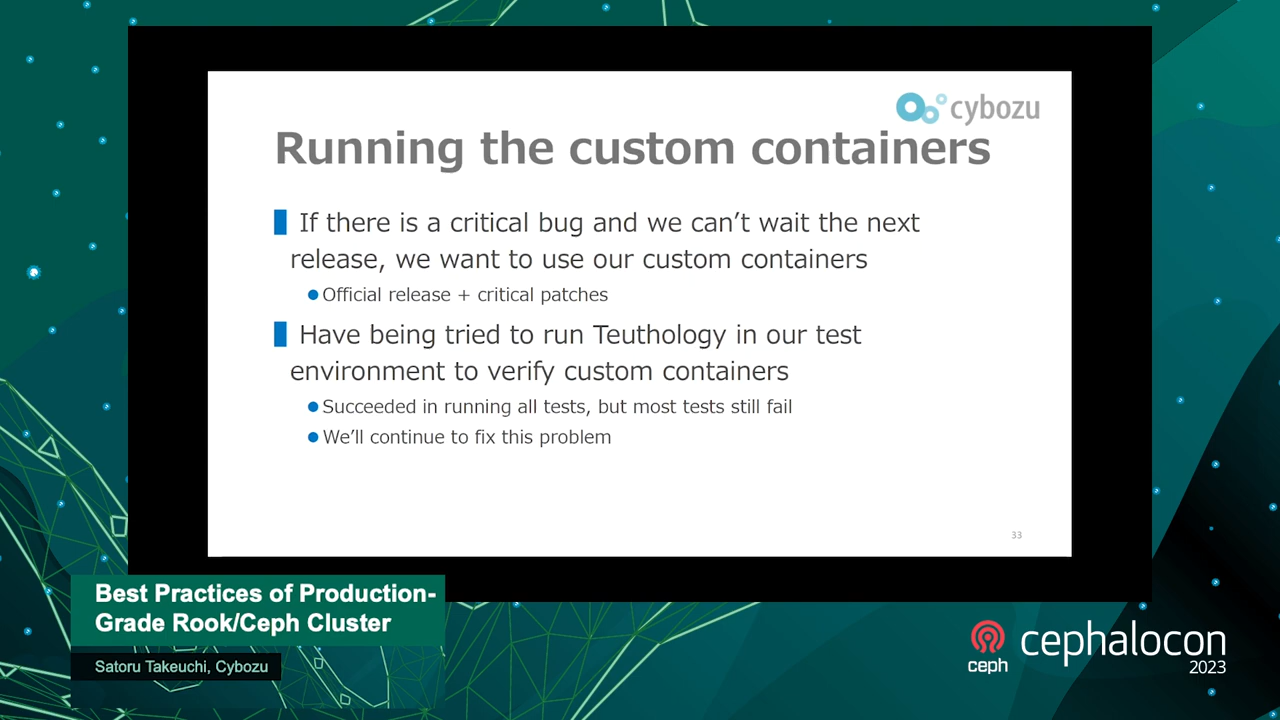 cybozu
Running the custom containers
If there is a critical bug and we can’t wait the next
release, we want to use our custom containers
Official release + critical patches
Have being tried to run Teuthology in our test
environment to verify custom containers
Succeeded in running all tests, but most tests still fail
We’ll continue to fix this problem
33
Best Practices of Production-
Grade Rook/Ceph Cluster
Satoru Takeuchi, Cybozu
ceph
cephalocon
2023